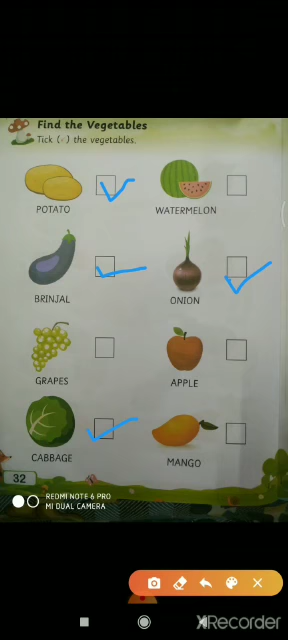 Find the Vegetables
Tick (✓) the vegetables.
POTATO
WATERMELON
BRINJAL
ONION
GRAPES
APPLE
CABBAGE
MANGO
32
REDMI NOTE 6 PRO
MI DUAL CAMERA
XRecorder